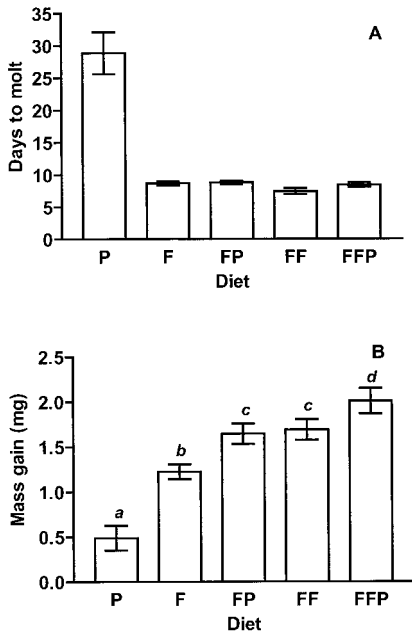 A
Days to molt
35
30
25
20
15
10
5
0
P F FP FF FFP
Diet
B
Mass gain (mg)
2.5
2.0
1.5
1.0
0.5
0.0
a b c c d
P F FP FF FFP
Diet